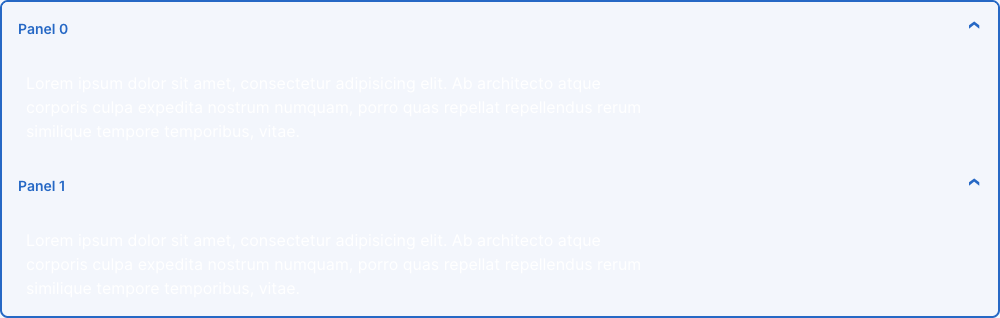 Panel 0
Lorem ipsum dolor sit amet, consectetur adipisicing elit. Ab architecto atque
corporis culpa expedita nostrum numquam, porro quas repellat repellendus rerum
similique tempore temporibus, vitae.
Panel 1
Lorem ipsum dolor sit amet, consectetur adipisicing elit. Ab architecto atque
corporis culpa expedita nostrum numquam, porro quas repellat repellendus rerum
similique tempore temporibus, vitae.